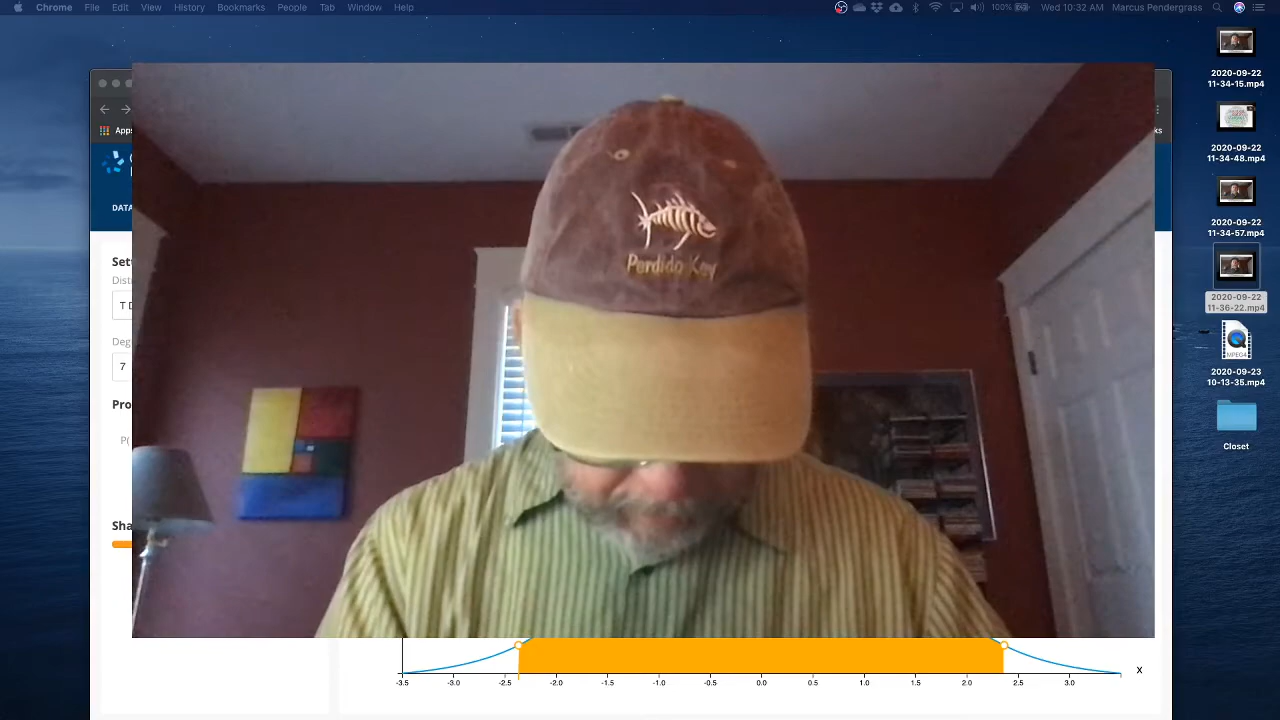 Chrome File Edit View History Bookmarks People Tab Window Help 100% Wed 10:32 AM Marcus Pendergrass
2020-09-22
11-34-15.mp4
2020-09-22
11-34-48.mp4
2020-09-22
11-34-57.mp4
2020-09-22
11-36-22.mp4
MPEG4
2020-09-23
10-13-35.mp4
Closet
Apps
ks
DATA
Sett
Distri
T D
Deg
7
Pro
P(
Sha
Perdido Key
x
-3.5 -3.0 -2.5 -2.0 -1.5 -1.0 -0.5 0.0 0.5 1.0 1.5 2.0 2.5 3.0